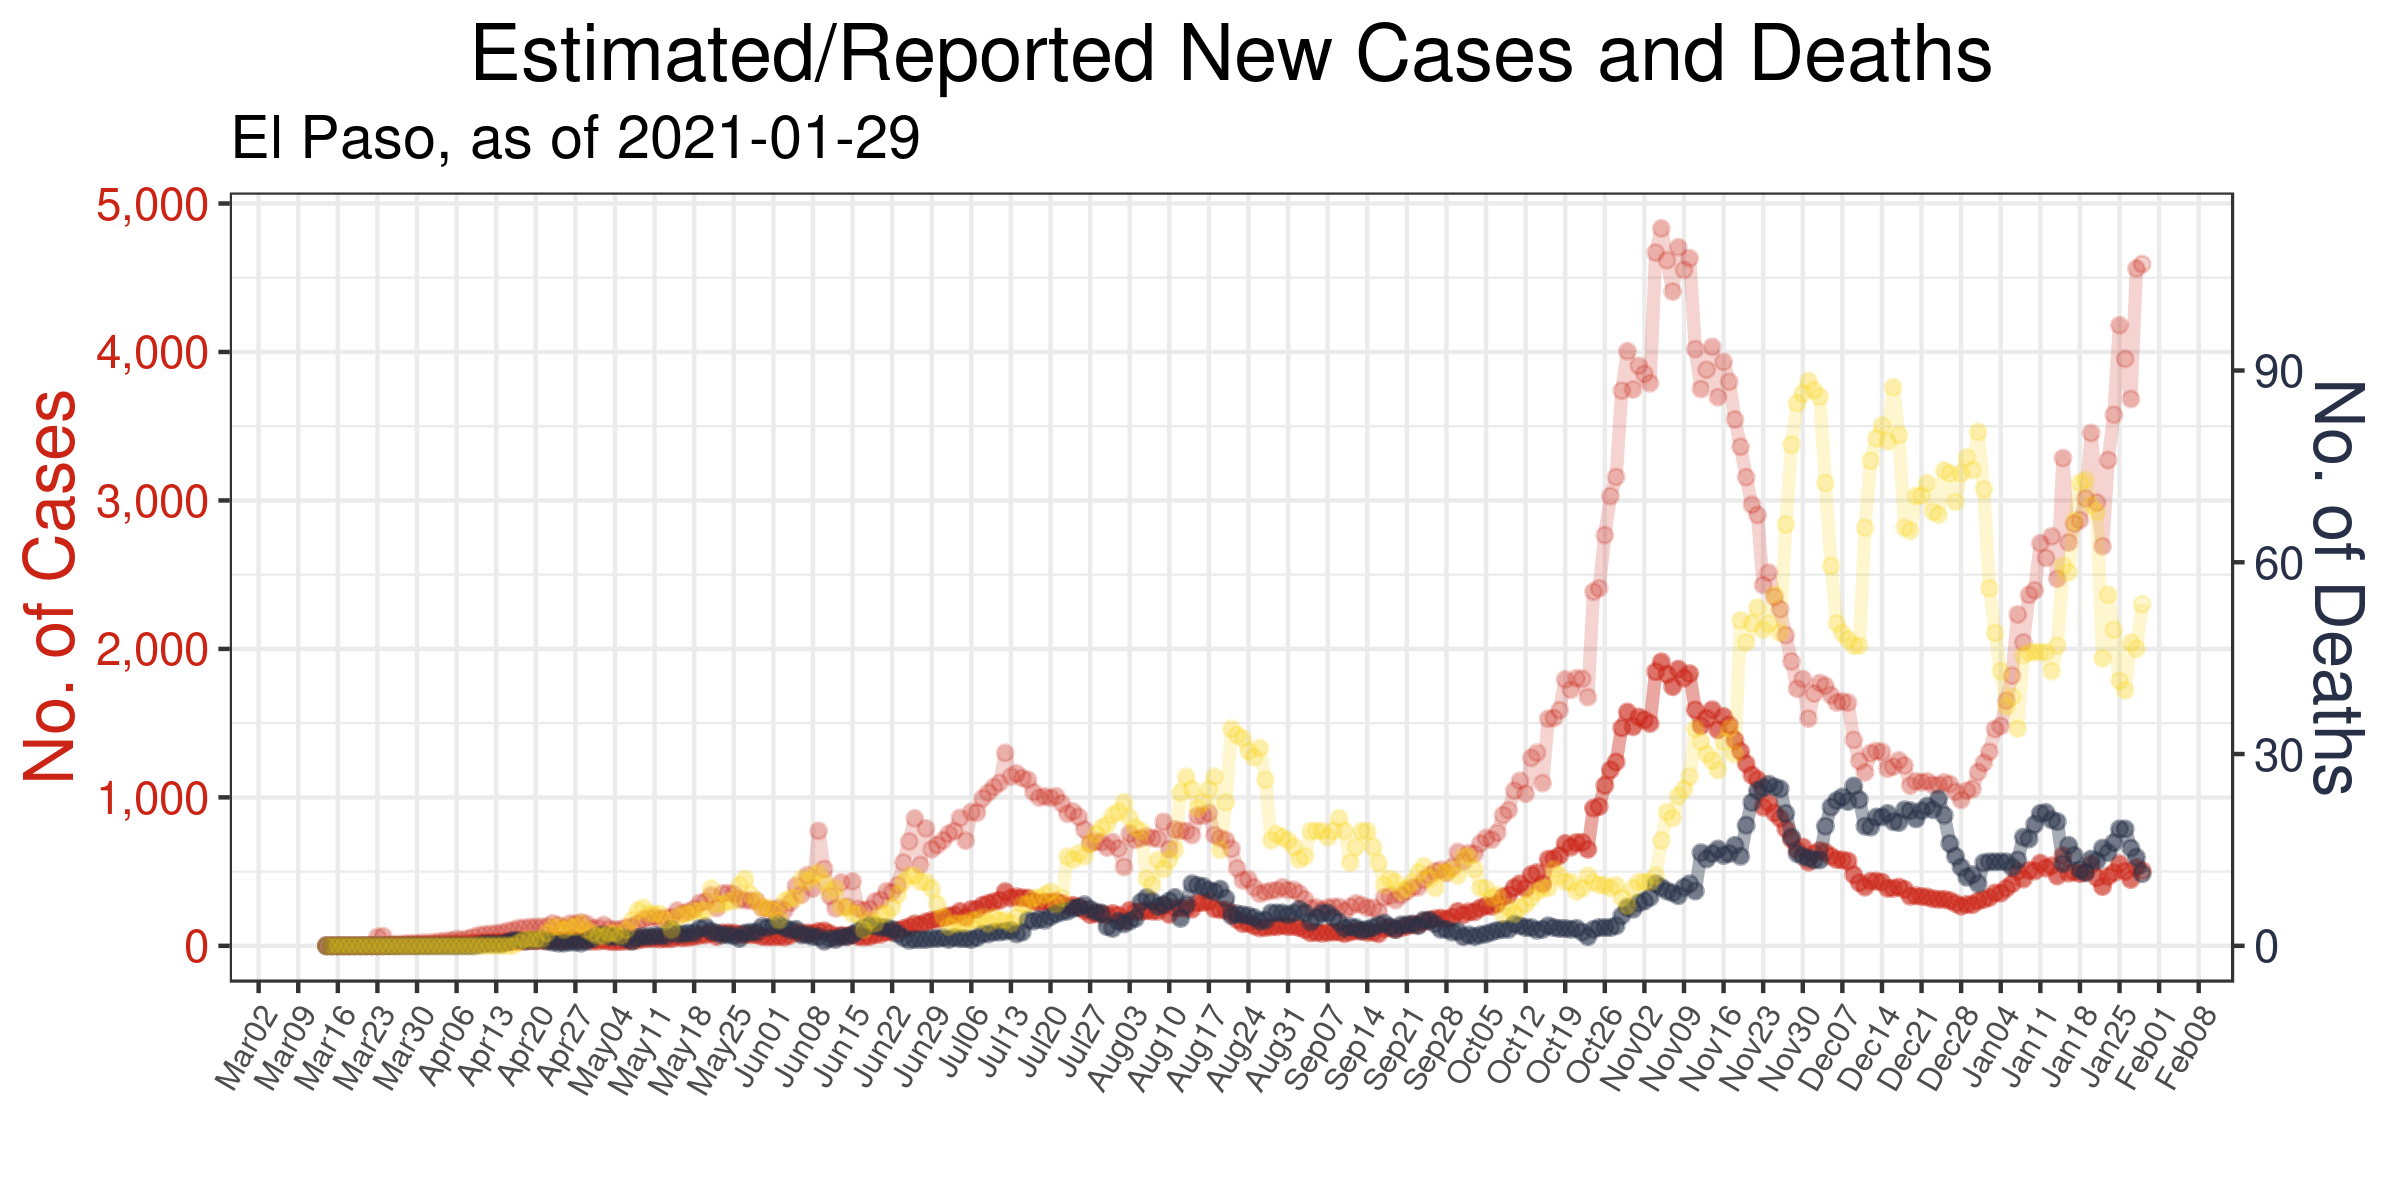 Estimated/Reported New Cases and Deaths
El Paso, as of 2021-01-29
No. of Cases
5,000
4,000
3,000
2,000
1,000
0
90
60
30
0
No. of Deaths
Mar02
Mar09
Mar16
Mar23
Mar30
Apr06
Apr13
Apr20
Apr27
May04
May11
May18
May25
Jun01
Jun08
Jun15
Jun22
Jun29
Jul06
Jul13
Jul20
Jul27
Aug03
Aug10
Aug17
Aug24
Aug31
Sep07
Sep14
Sep21
Sep28
Oct05
Oct12
Oct19
Oct26
Nov02
Nov09
Nov16
Nov23
Nov30
Dec07
Dec14
Dec21
Dec28
Jan04
Jan11
Jan18
Jan25
Feb01
Feb08